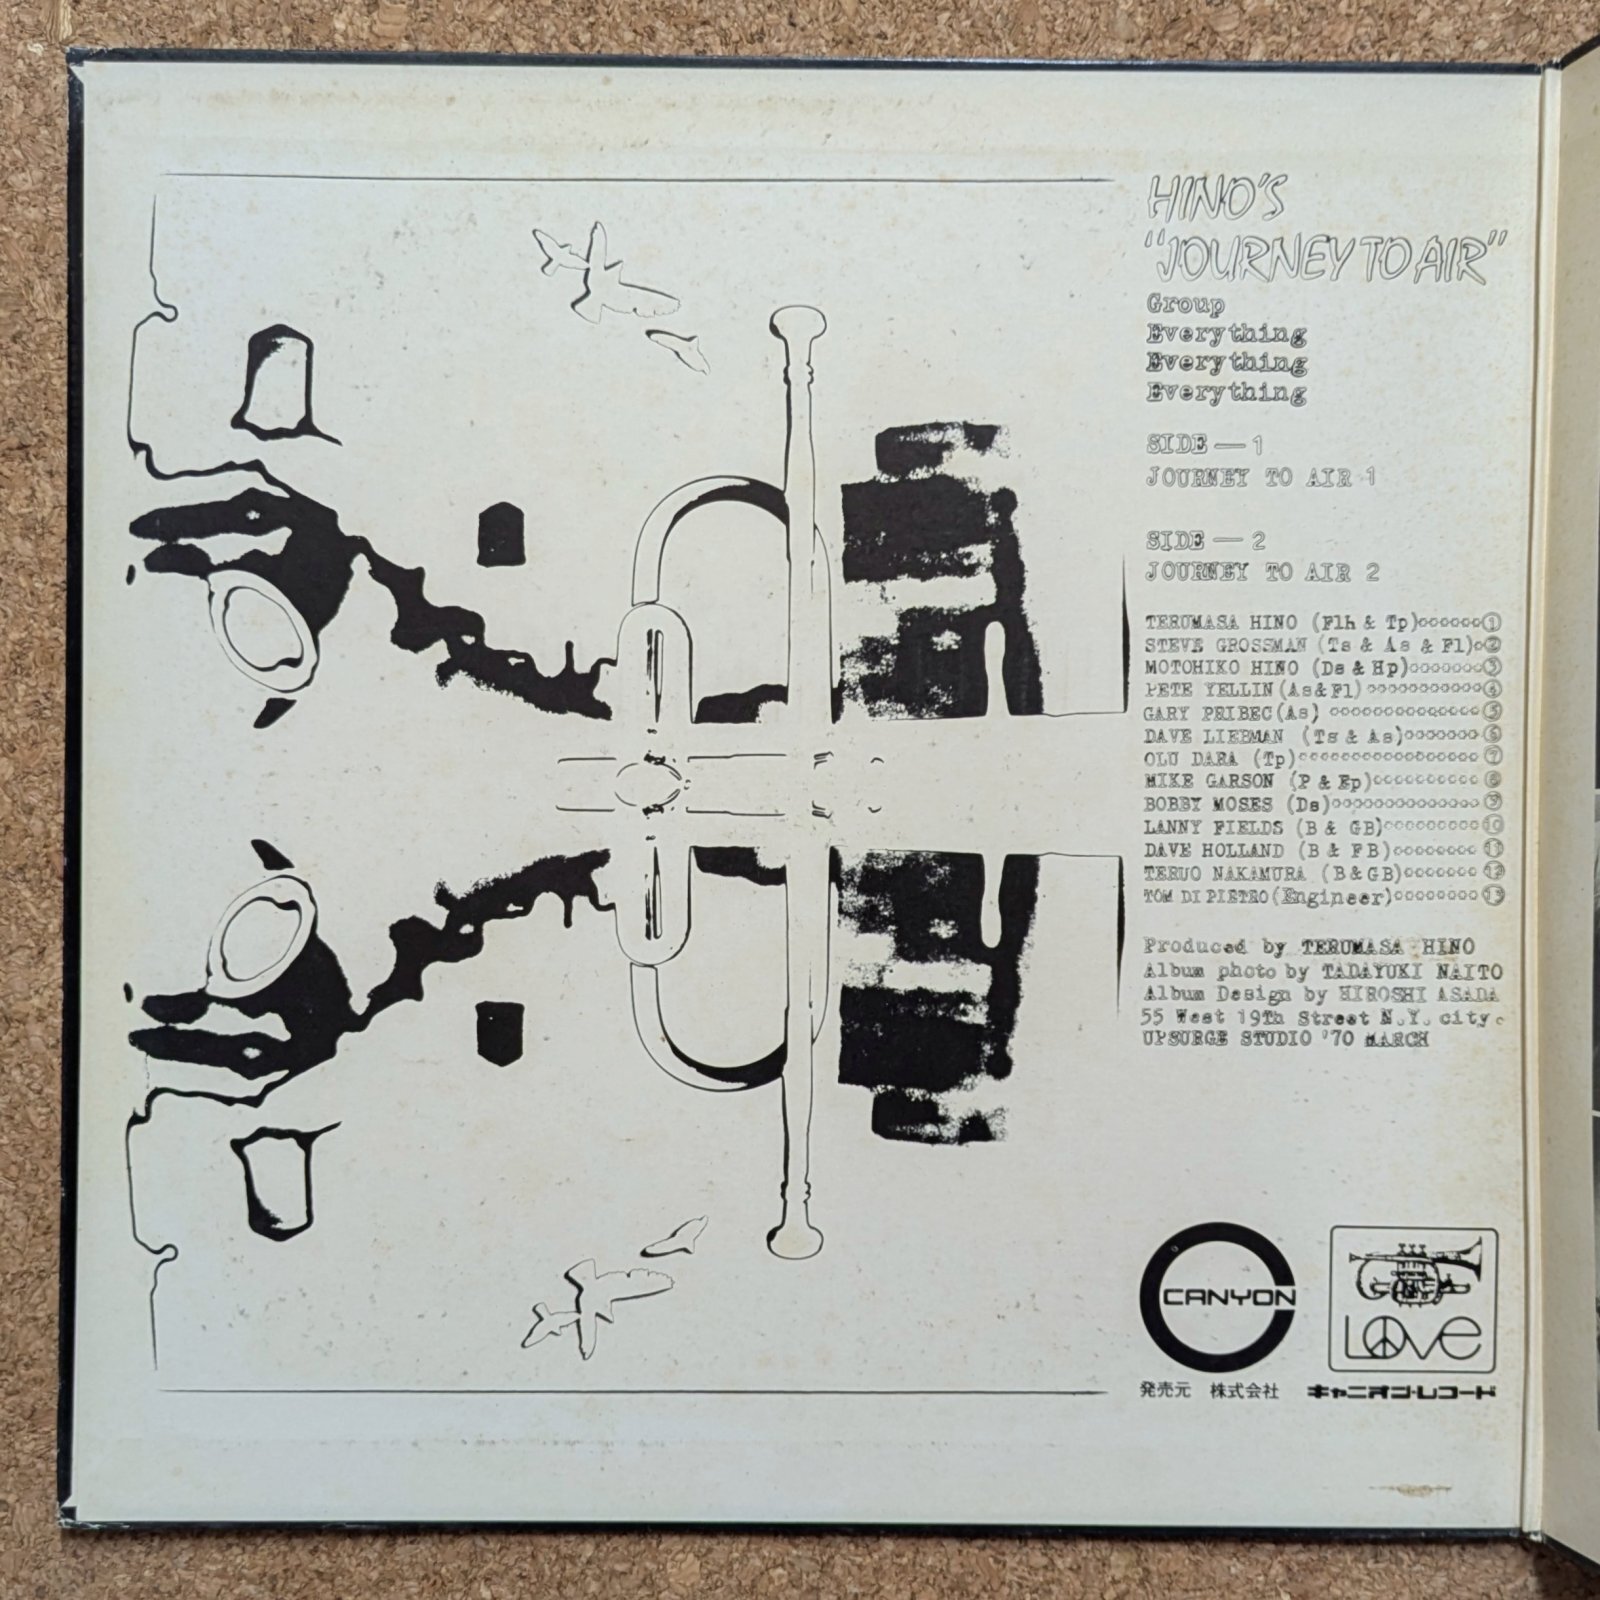 HINO'S
"JOURNEY TO AIR"
Group
Everything
Everything
Everything
SIDE — 1
JOURNEY TO AIR 1
SIDE — 2
JOURNEY TO AIR 2
TERUMASA HINO (Flh & Tp)○○○○○○①
STEVE GROSSMAN (Ts & As & Fl)○②
MOTOHIKO HINO (Ds & Hp)○○○○○○○③
PETE YELLIN (As&Fl) ○○○○○○○○○○○④
GARY PRIBEC (As) ○○○○○○○○○○○○○○⑤
DAVE LIEBMAN (Ts & As)○○○○○○○⑥
OLU DARA (Tp)○○○○○○○○○○○○○○○○○⑦
MIKE GARSON (P & Ep)○○○○○○○○○○⑧
BOBBY MOSES (Ds)○○○○○○○○○○○○○○⑨
LANNY FIELDS (B & GB)○○○○○○○○○⑩
DAVE HOLLAND (B & FB)○○○○○○○○⑪
TERUO NAKAMURA (B&GB)○○○○○○○⑫
TOM DI PIETRO (Engineer)○○○○○○○○⑬
Produced by TERUMASA HINO
Album photo by TADAYUKI NAITO
Album Design by HIROSHI ASADA
55 West 19Th Street N.Y. city.
UPSURGE STUDIO '70 MARCH
CANYON
LOVE
発売元 株式会社 キャニオン・レコード